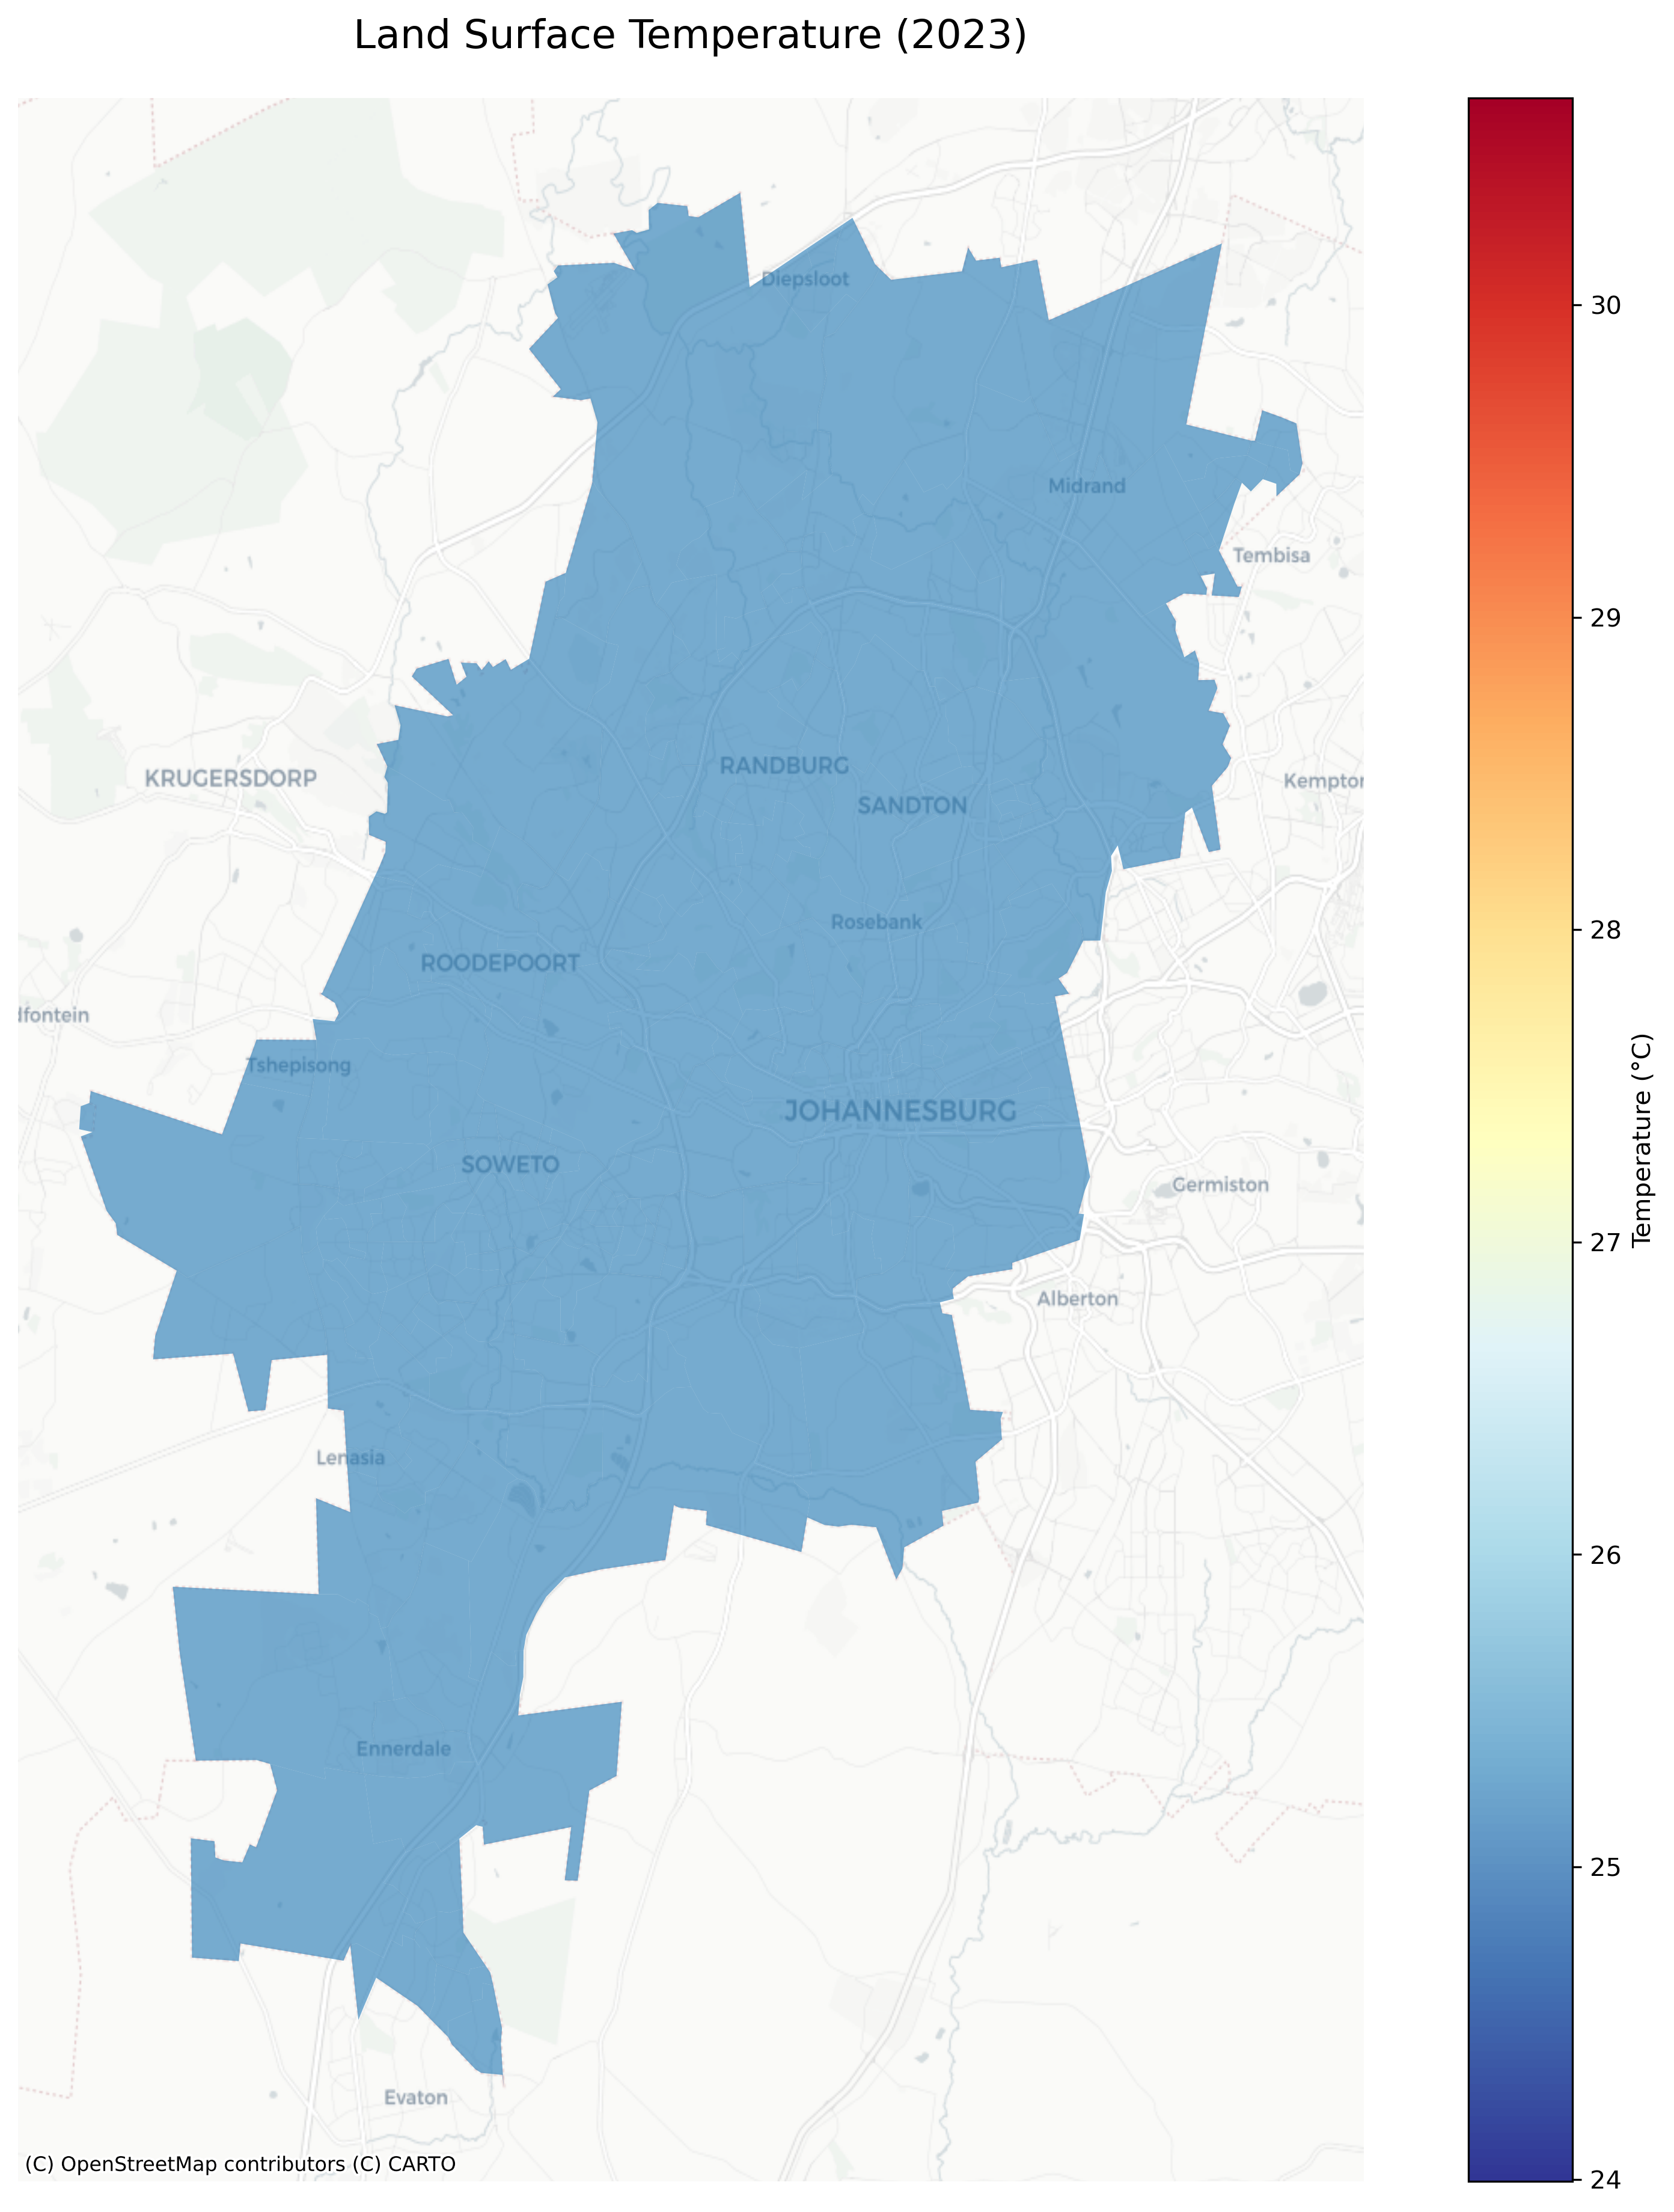 Land Surface Temperature (2023)
Diepsloot
Midrand
Tembisa
RANDBURG
KRUGERSDORP
Kempton
SANDTON
Rosebank
ROODEPOORT
dfontein
Tshepisong
JOHANNESBURG
SOWETO
Germiston
Alberton
Lenasia
Ennerdale
Evaton
(C) OpenStreetMap contributors (C) CARTO
30
29
28
27
26
25
24
Temperature (°C)